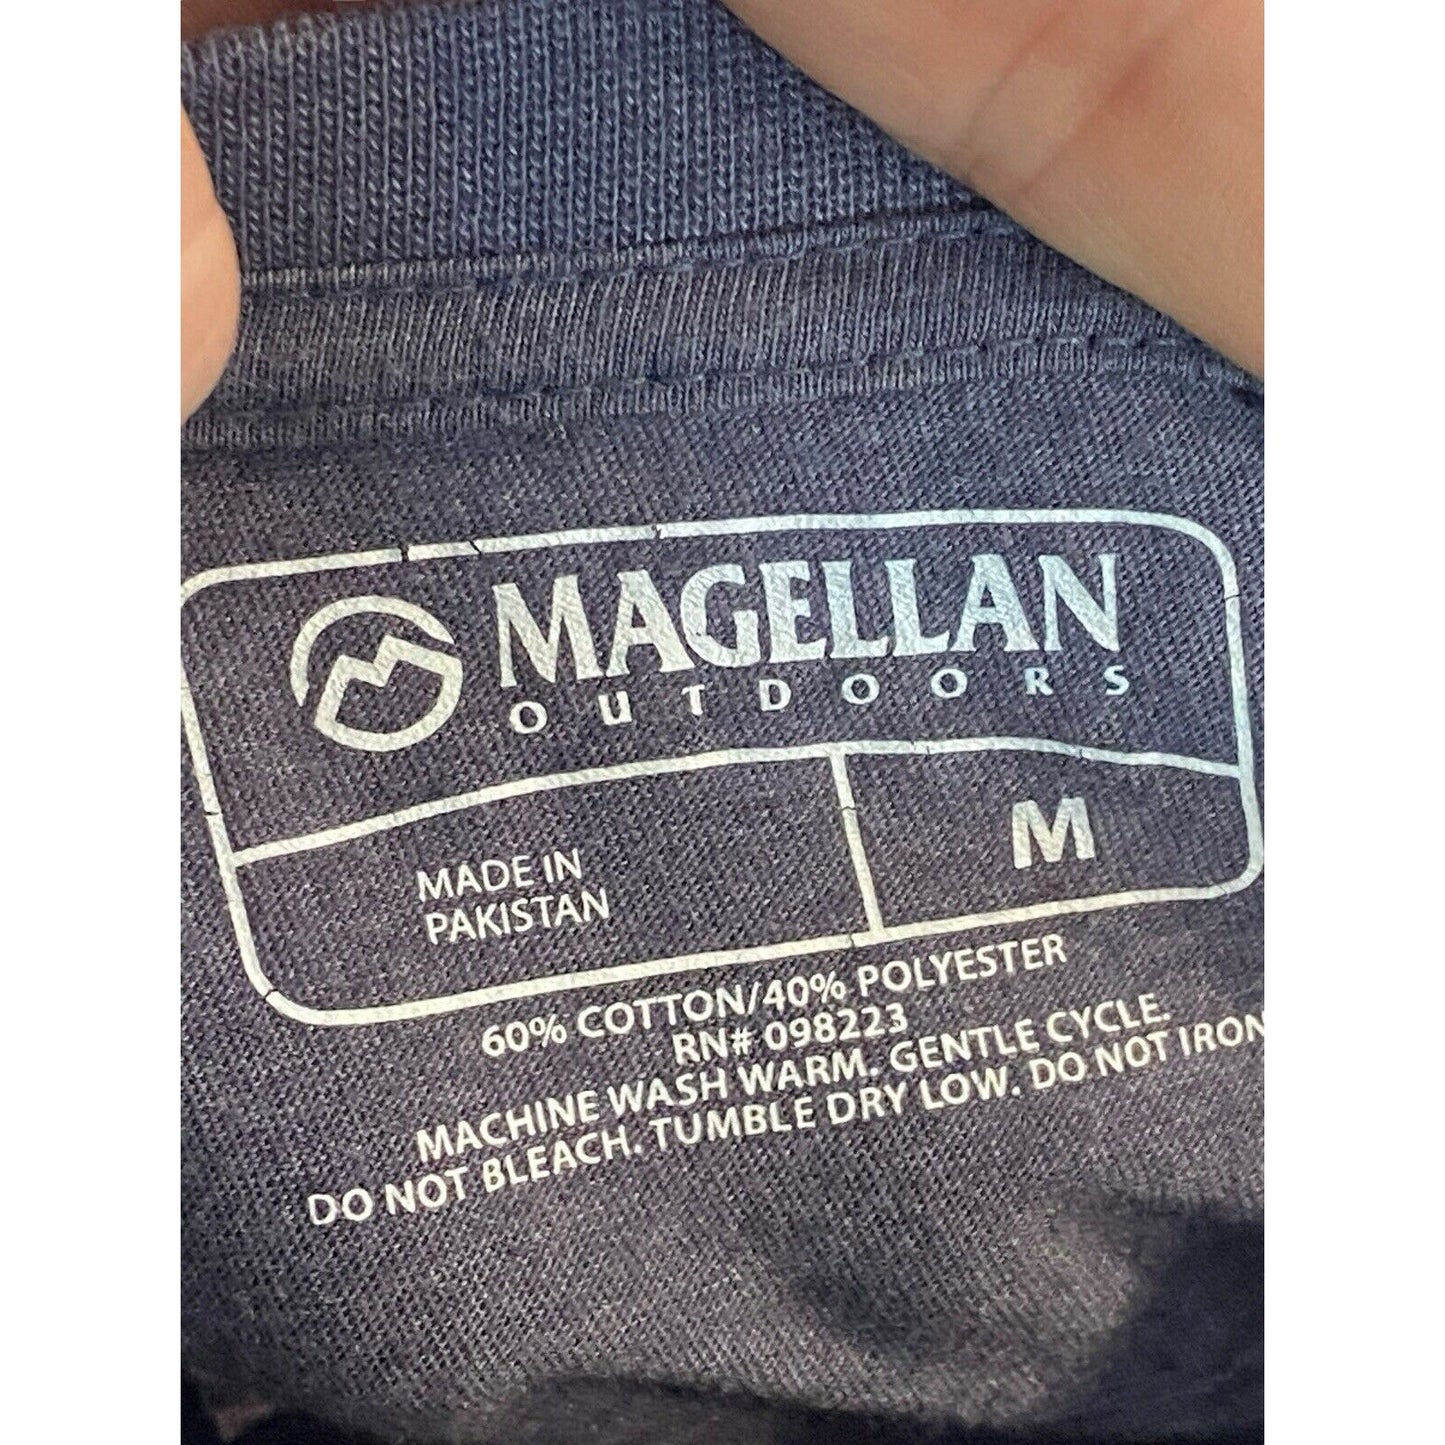 MAGELLAN
OUTDOORS
MADE IN
PAKISTAN
M
60% COTTON/40% POLYESTER
RN# 098223
MACHINE WASH WARM. GENTLE CYCLE.
DO NOT BLEACH. TUMBLE DRY LOW. DO NOT IRON